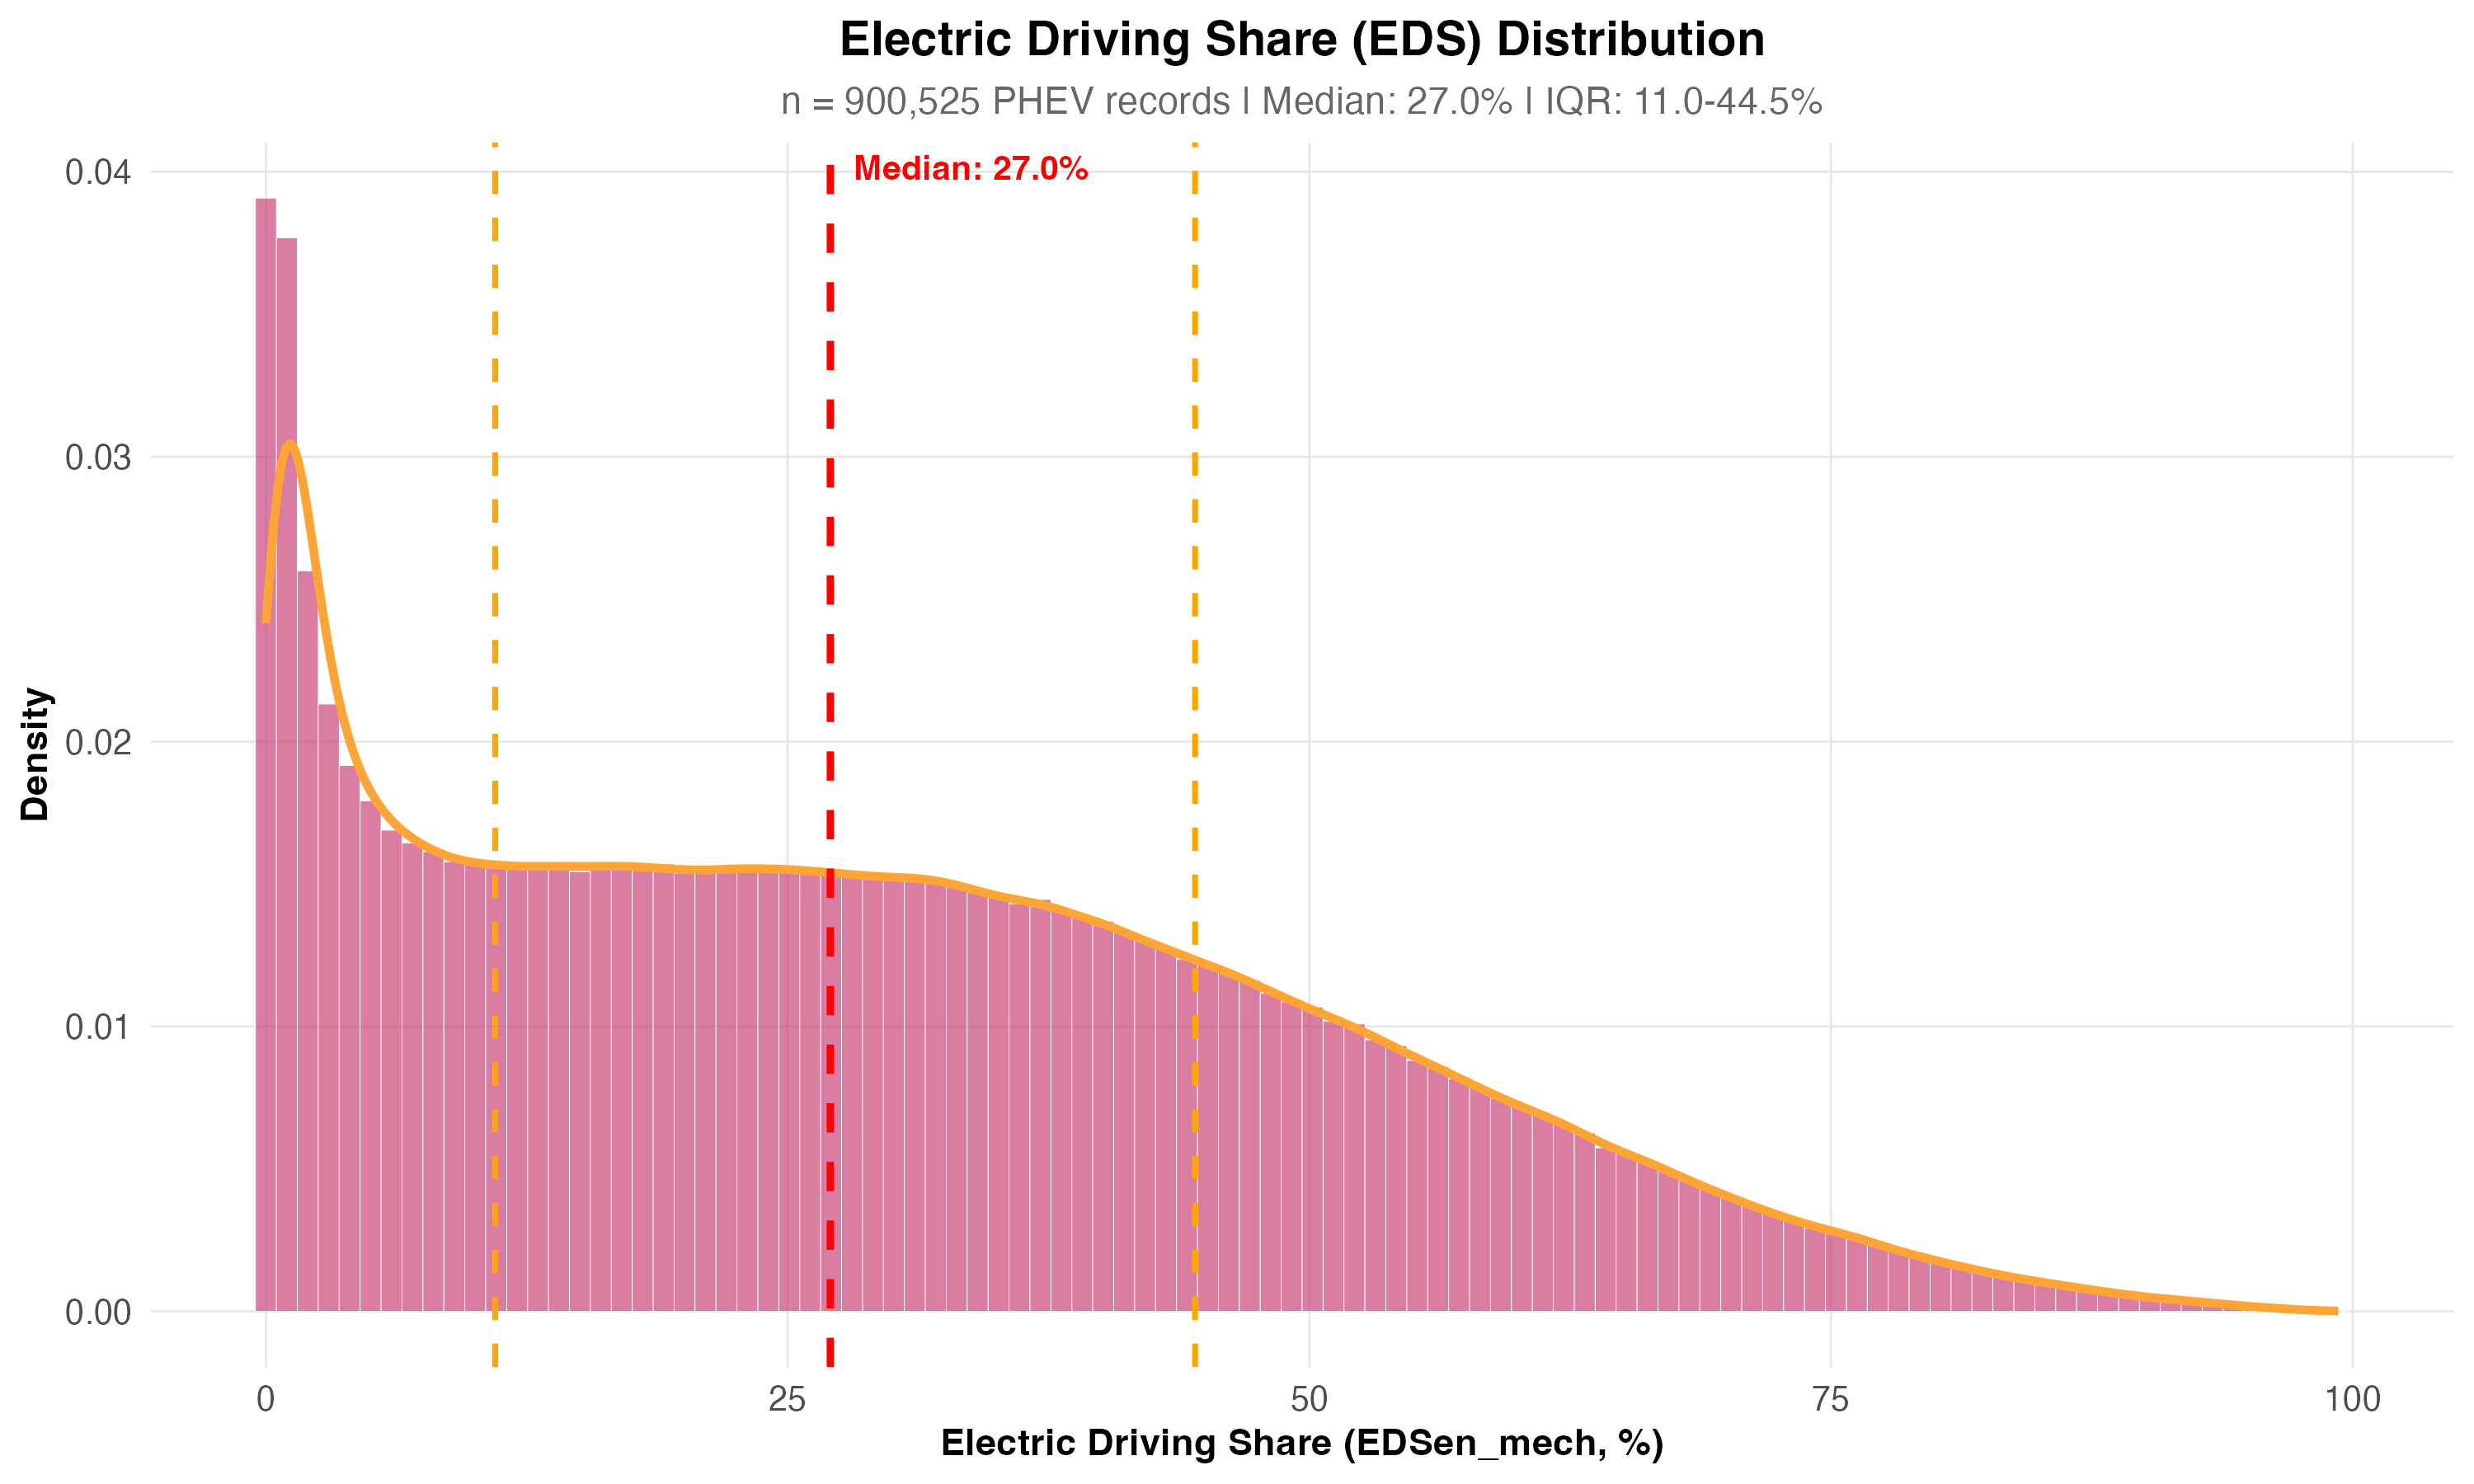 Electric Driving Share (EDS) Distribution
n = 900,525 PHEV records | Median: 27.0% | IQR: 11.0-44.5%
Median: 27.0%
0.04
0.03
0.02
0.01
0.00
Density
0 25 50 75 100
Electric Driving Share (EDSen_mech, %)